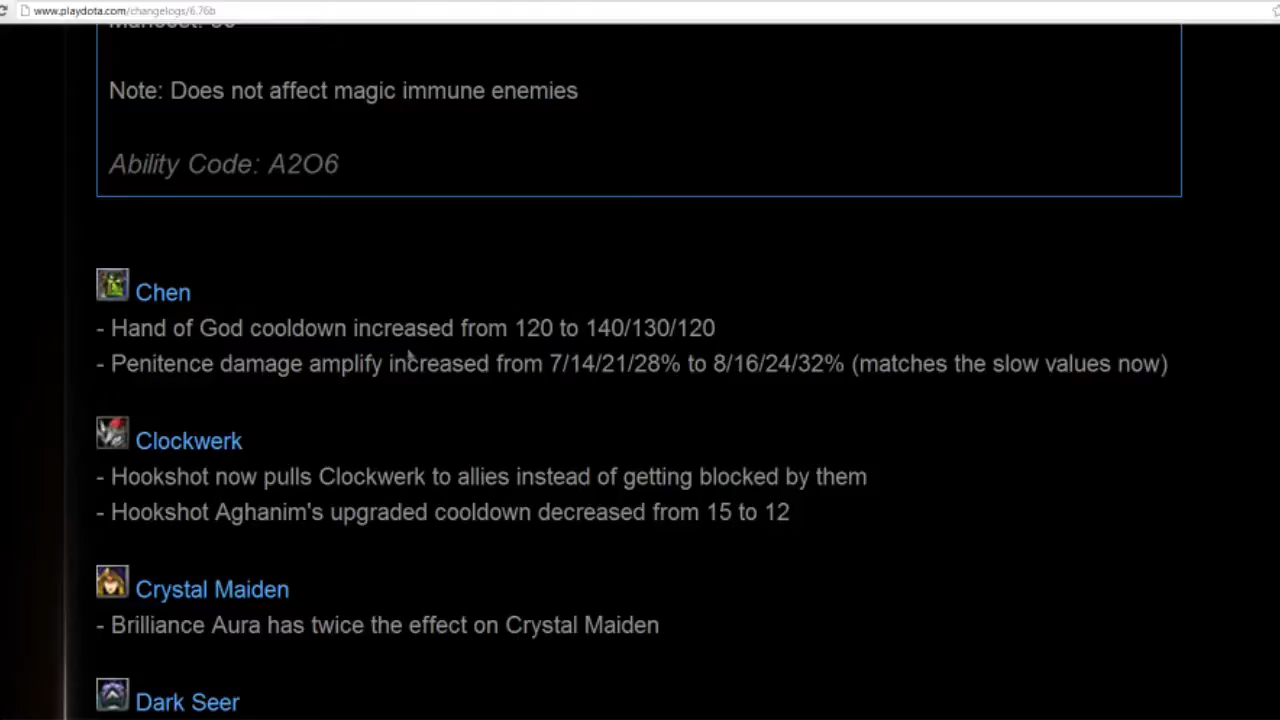 www.playdota.com/changelogs/6.76b
Note: Does not affect magic immune enemies
Ability Code: A2O6
Chen
- Hand of God cooldown increased from 120 to 140/130/120
- Penitence damage amplify increased from 7/14/21/28% to 8/16/24/32% (matches the slow values now)
Clockwerk
- Hookshot now pulls Clockwerk to allies instead of getting blocked by them
- Hookshot Aghanim's upgraded cooldown decreased from 15 to 12
Crystal Maiden
- Brilliance Aura has twice the effect on Crystal Maiden
Dark Seer